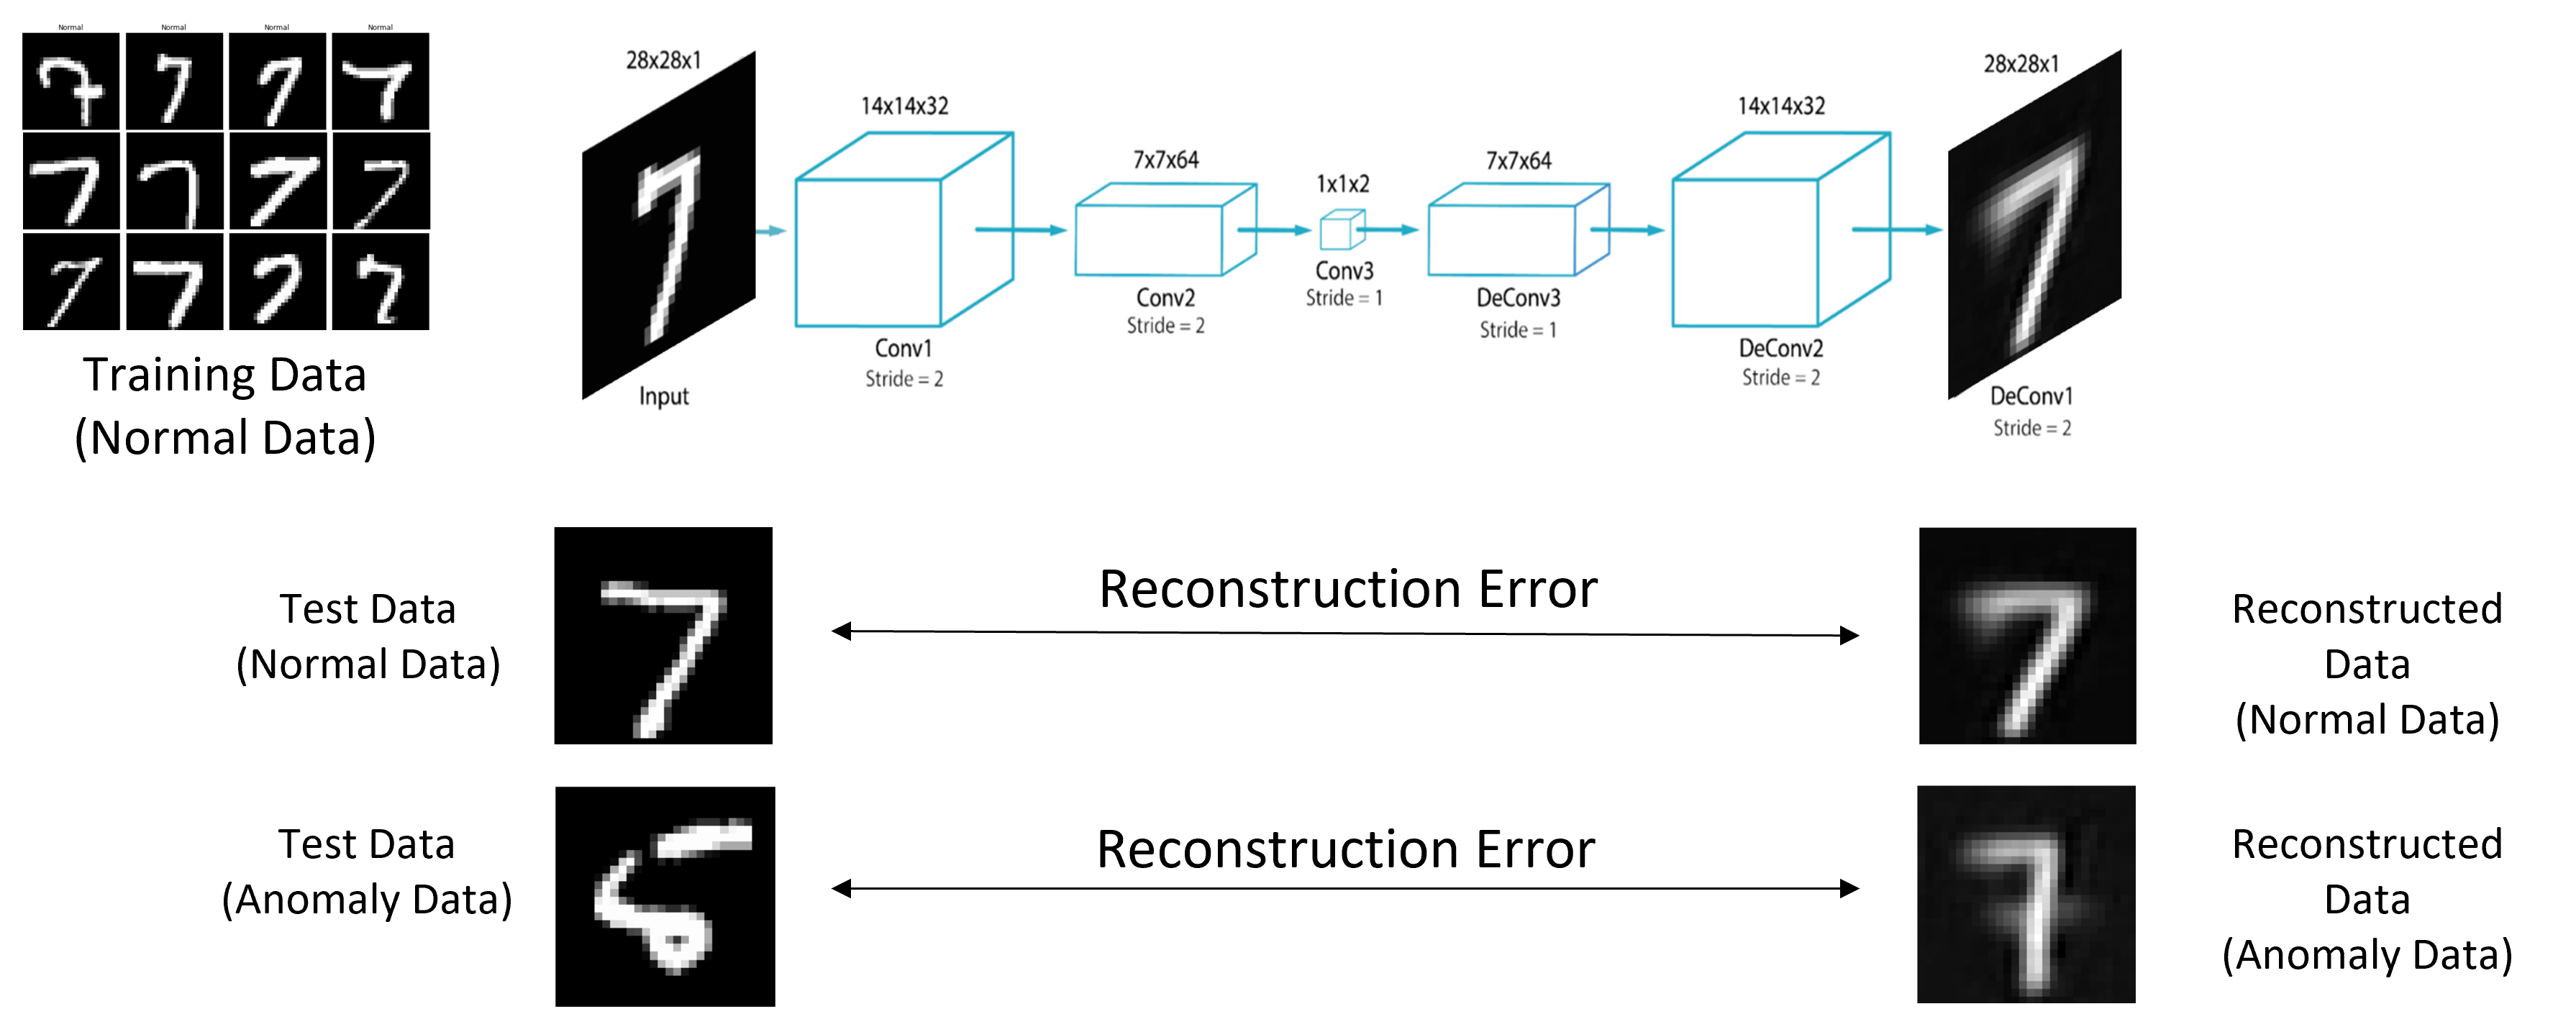 Normal
Normal
Normal
Normal
Training Data
(Normal Data)
28x28x1
Input
14x14x32
Conv1
Stride = 2
7x7x64
Conv2
Stride = 2
1x1x2
Conv3
Stride = 1
7x7x64
DeConv3
Stride = 1
14x14x32
DeConv2
Stride = 2
28x28x1
DeConv1
Stride = 2
Test Data
(Normal Data)
Reconstruction Error
Reconstructed
Data
(Normal Data)
Test Data
(Anomaly Data)
Reconstruction Error
Reconstructed
Data
(Anomaly Data)